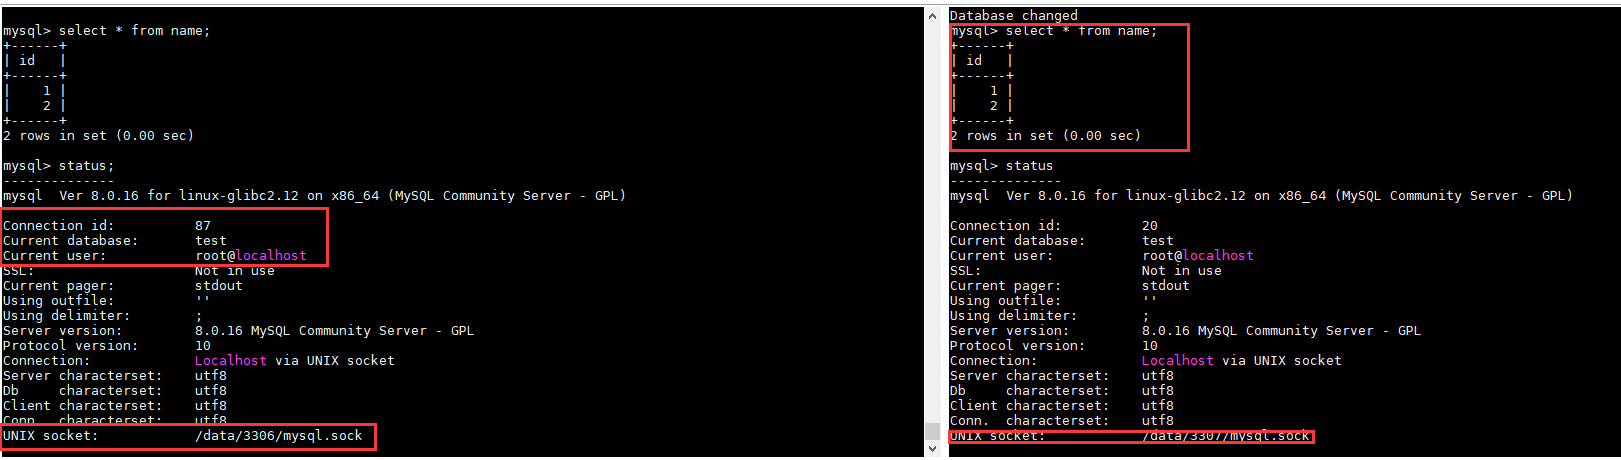 mysql> select * from name;
+------+
| id   |
+------+
|    1 |
|    2 |
+------+
2 rows in set (0.00 sec)
mysql> status;
--------------
mysql  Ver 8.0.16 for linux-glibc2.12 on x86_64 (MySQL Community Server - GPL)
Connection id:          87
Current database:       test
Current user:           root@localhost
SSL:                    Not in use
Current pager:          stdout
Using outfile:          ''
Using delimiter:        ;
Server version:         8.0.16 MySQL Community Server - GPL
Protocol version:       10
Connection:             Localhost via UNIX socket
Server characterset:    utf8
Db     characterset:    utf8
Client characterset:    utf8
Conn.  characterset:    utf8
UNIX socket:            /data/3306/mysql.sock
Database changed
mysql> select * from name;
+------+
| id   |
+------+
|    1 |
|    2 |
+------+
2 rows in set (0.00 sec)
mysql> status
--------------
mysql  Ver 8.0.16 for linux-glibc2.12 on x86_64 (MySQL Community Server - GPL)
Connection id:          20
Current database:       test
Current user:           root@localhost
SSL:                    Not in use
Current pager:          stdout
Using outfile:          ''
Using delimiter:        ;
Server version:         8.0.16 MySQL Community Server - GPL
Protocol version:       10
Connection:             Localhost via UNIX socket
Server characterset:    utf8
Db     characterset:    utf8
Client characterset:    utf8
Conn.  characterset:    utf8
UNIX socket:            /data/3307/mysql.sock